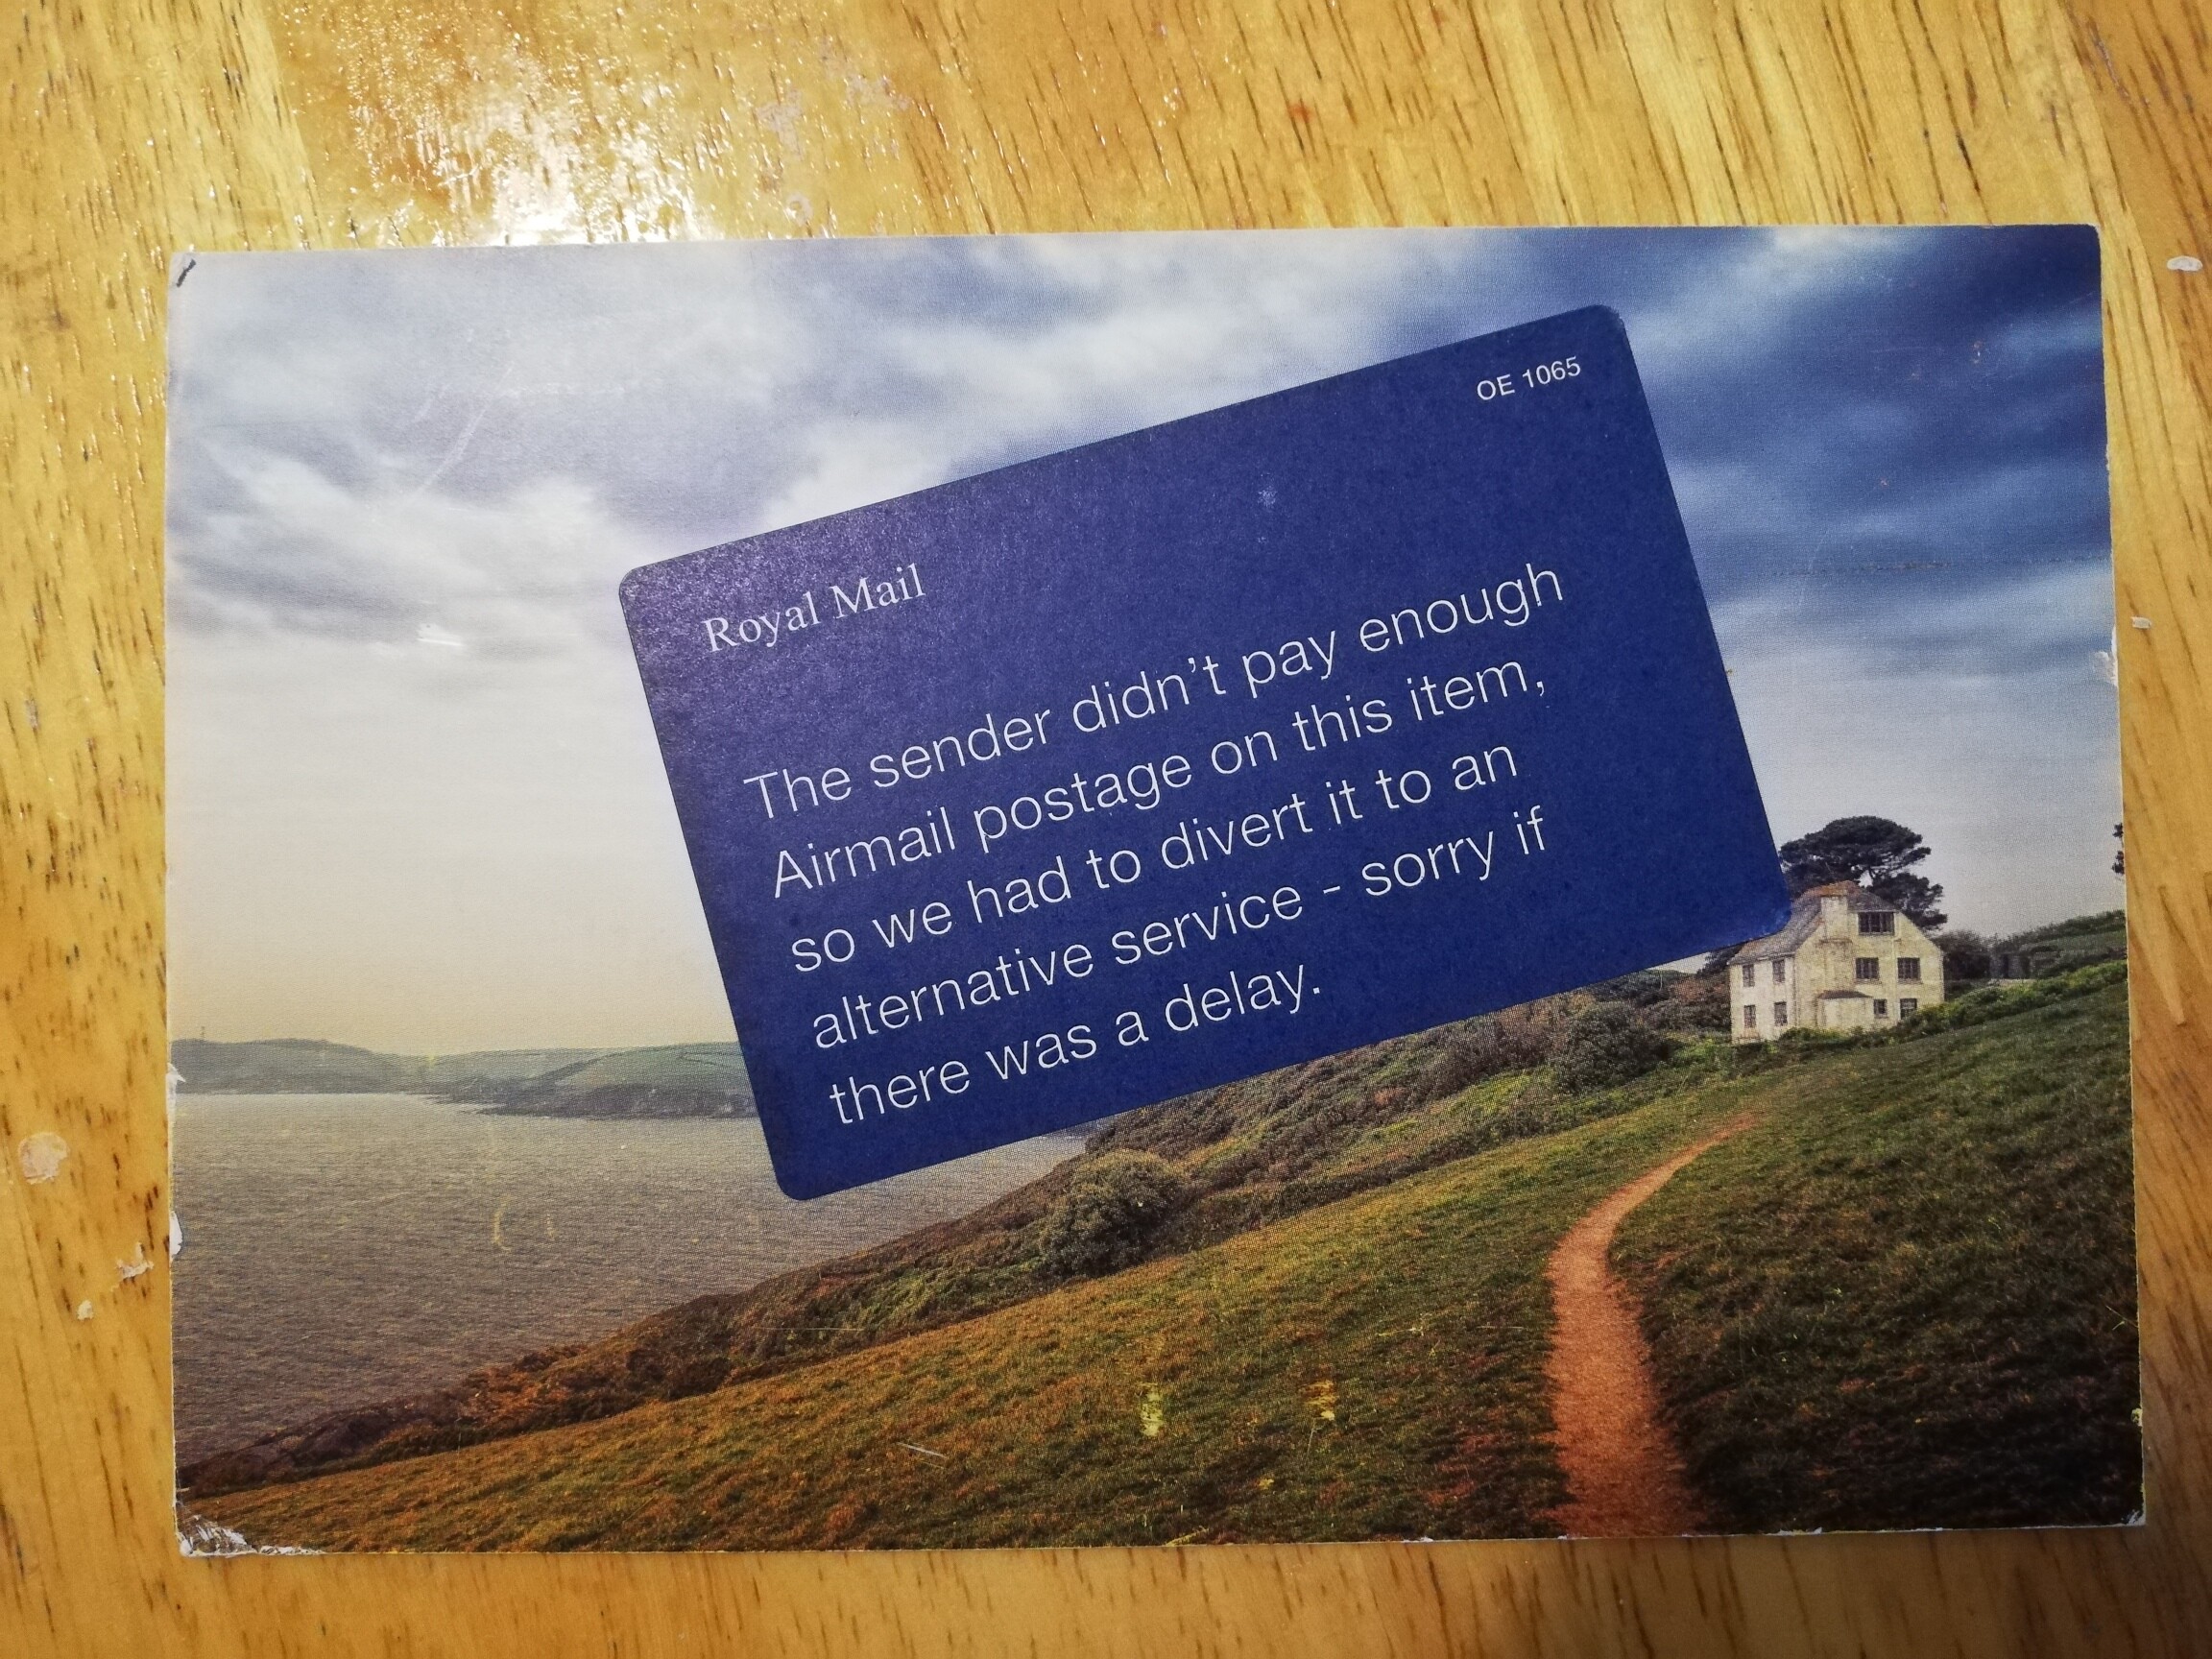 OE 1065
Royal Mail
The sender didn't pay enough
Airmail postage on this item,
so we had to divert it to an
alternative service - sorry if
there was a delay.